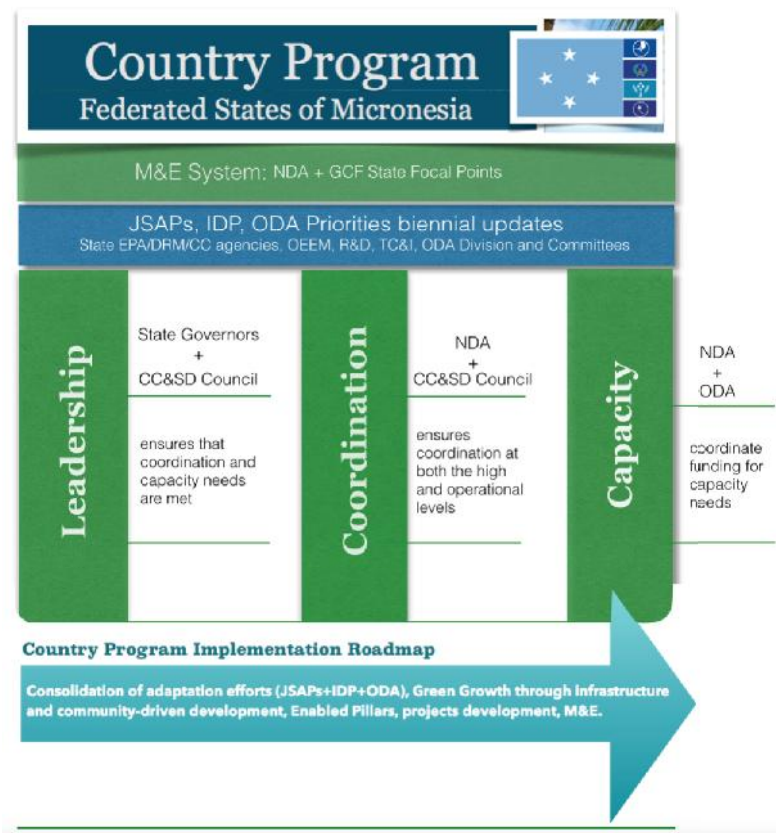 Country Program
Federated States of Micronesia
M&E System: NDA + GCF State Focal Points
JSAPs, IDP, ODA Priorities biennial updates
State EPA/DRM/CC agencies, OEEM, R&D, TC&I, ODA Division and Committees
Leadership
State Governors
+
CC&SD Council
ensures that
coordination and
capacity needs
are met
Coordination
NDA
+
CC&SD Council
ensures
coordination at
both the high
and operational
levels
Capacity
NDA
+
ODA
coordinate
funding for
capacity
needs
Country Program Implementation Roadmap
Consolidation of adaptation efforts (JSAPs+IDP+ODA), Green Growth through infrastructure
and community-driven development, Enabled Pillars, projects development, M&E.